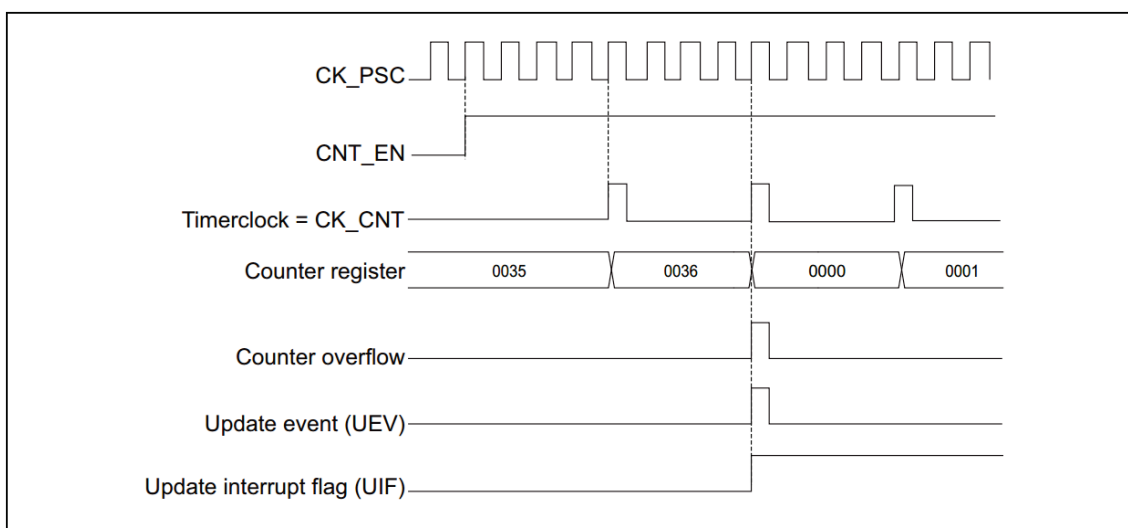 CK_PSC
CNT_EN
Timerclock = CK_CNT
Counter register 0035 0036 0000 0001
Counter overflow
Update event (UEV)
Update interrupt flag (UIF)